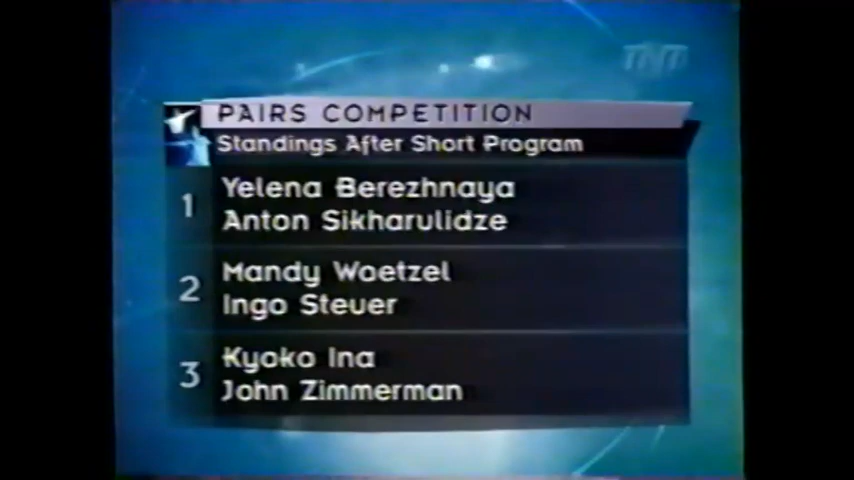 TNT
PAIRS COMPETITION
Standings After Short Program
1
Yelena Berezhnaya
Anton Sikharulidze
2
Mandy Woetzel
Ingo Steuer
3
Kyoko Ina
John Zimmerman